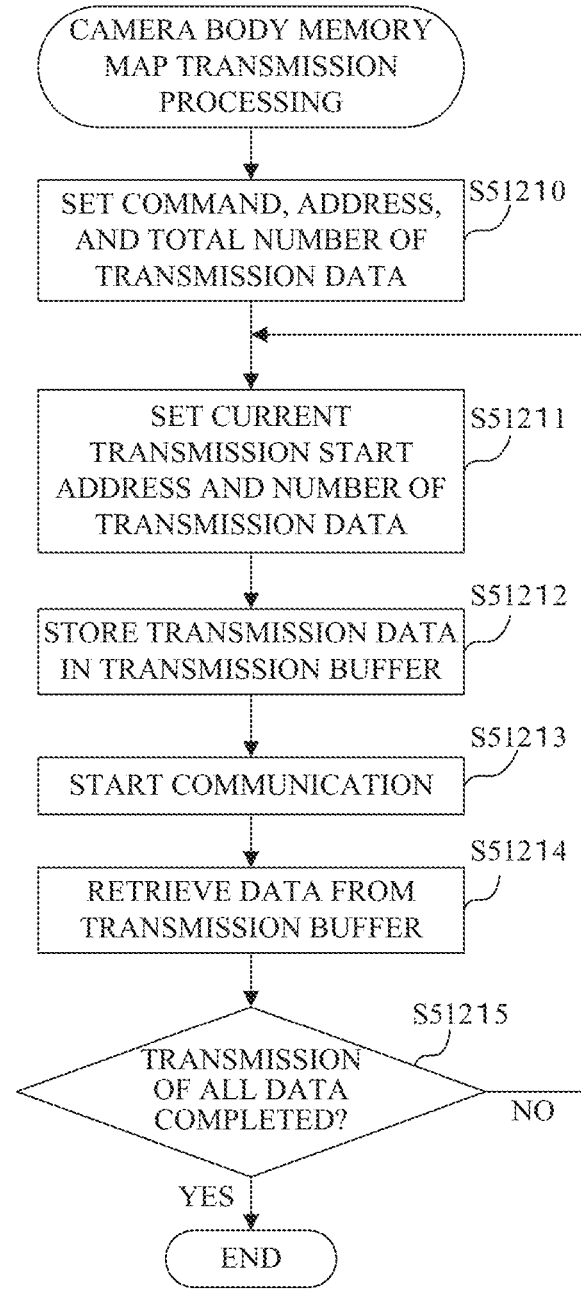 CAMERA BODY MEMORY
MAP TRANSMISSION
PROCESSING
S51210
SET COMMAND, ADDRESS,
AND TOTAL NUMBER OF
TRANSMISSION DATA
S51211
SET CURRENT
TRANSMISSION START
ADDRESS AND NUMBER OF
TRANSMISSION DATA
S51212
STORE TRANSMISSION DATA
IN TRANSMISSION BUFFER
S51213
START COMMUNICATION
S51214
RETRIEVE DATA FROM
TRANSMISSION BUFFER
S51215
TRANSMISSION
OF ALL DATA
COMPLETED?
NO
YES
END